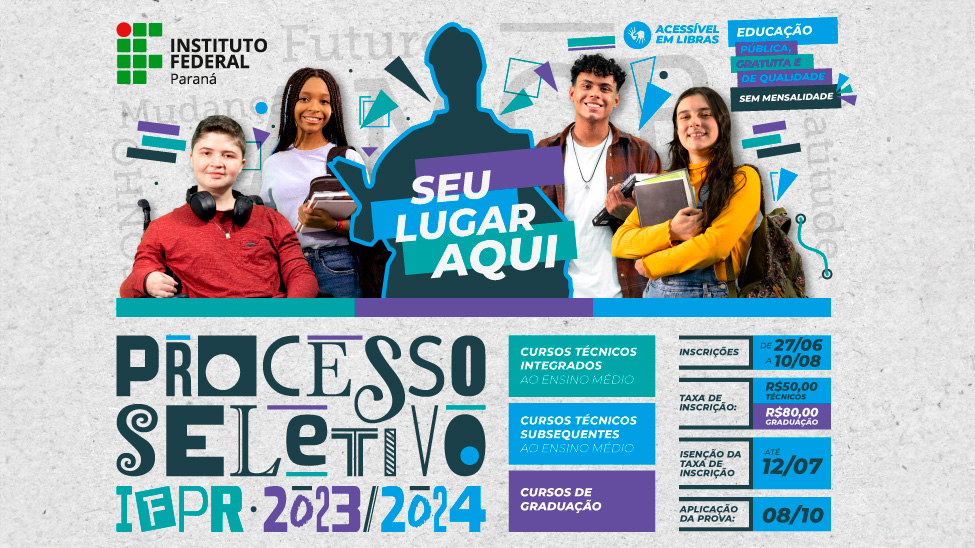 INSTITUTO
FEDERAL
Paraná
Futuro
Mudança
atitude
ACESSÍVEL
EM LIBRAS
EDUCAÇÃO
PÚBLICA,
GRATUITA E
DE QUALIDADE
SEM MENSALIDADE
SEU
LUGAR
AQUI
PROCESSO
SELETIVO
IFPR · 2023/2024
CURSOS TÉCNICOS
INTEGRADOS
AO ENSINO MÉDIO
CURSOS TÉCNICOS
SUBSEQUENTES
AO ENSINO MÉDIO
CURSOS DE
GRADUAÇÃO
INSCRIÇÕES
DE 27/06
A 10/08
TAXA DE
INSCRIÇÃO:
R$50,00
TÉCNICOS
R$80,00
GRADUAÇÃO
ISENÇÃO DA
TAXA DE
INSCRIÇÃO
ATÉ
12/07
APLICAÇÃO
DA PROVA:
08/10